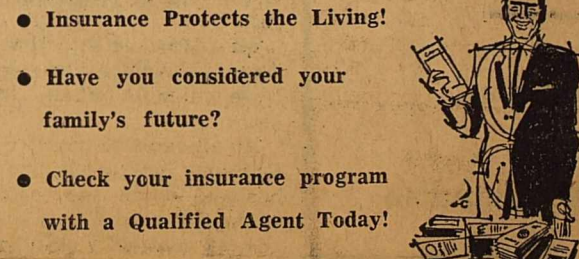 ● Insurance Protects the Living!
● Have you considered your
family's future?
● Check your insurance program
with a Qualified Agent Today!